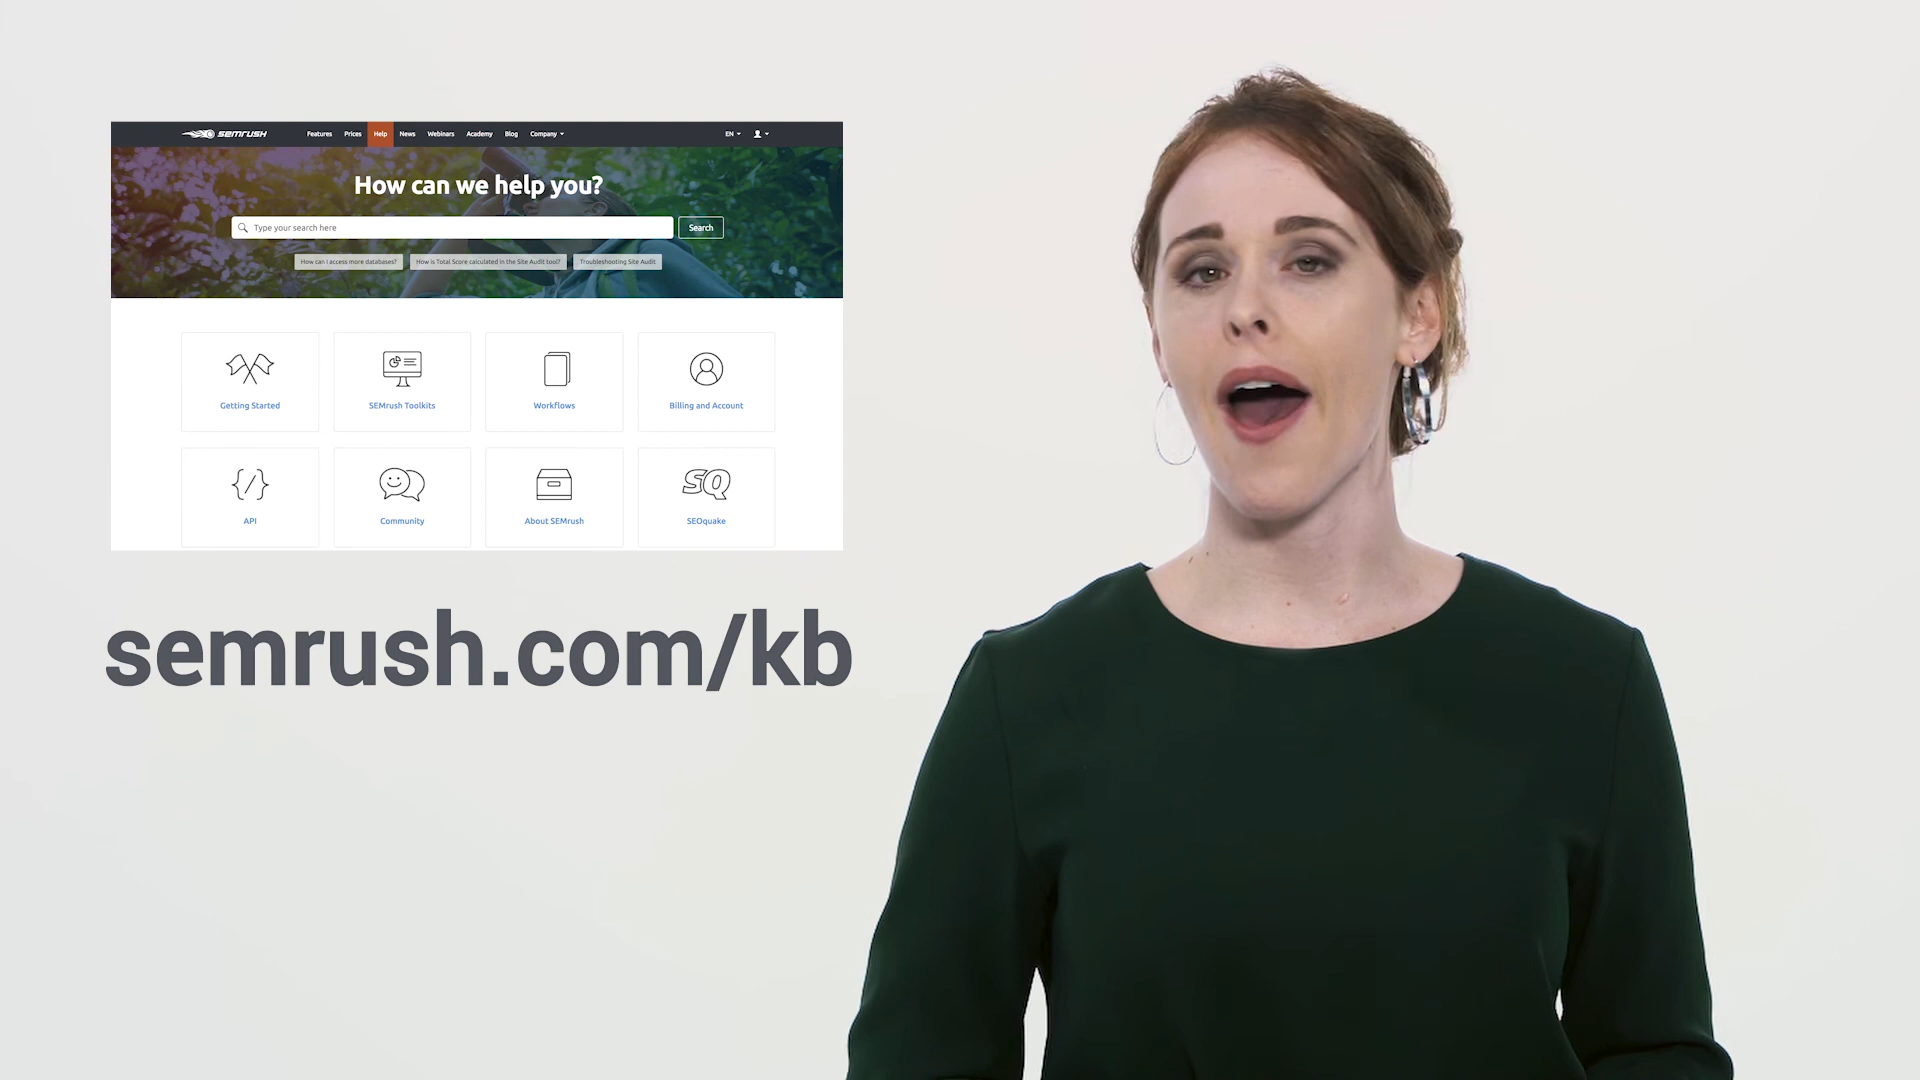 SEMRUSH Features Prices Help News Webinars Academy Blog Company EN
How can we help you?
Type your search here Search
How can I access more databases? How is Total Score calculated in the Site Audit tool? Troubleshooting Site Audit
Getting Started SEMrush Toolkits Workflows Billing and Account
SQ
API Community About SEMrush SEOquake
semrush.com/kb